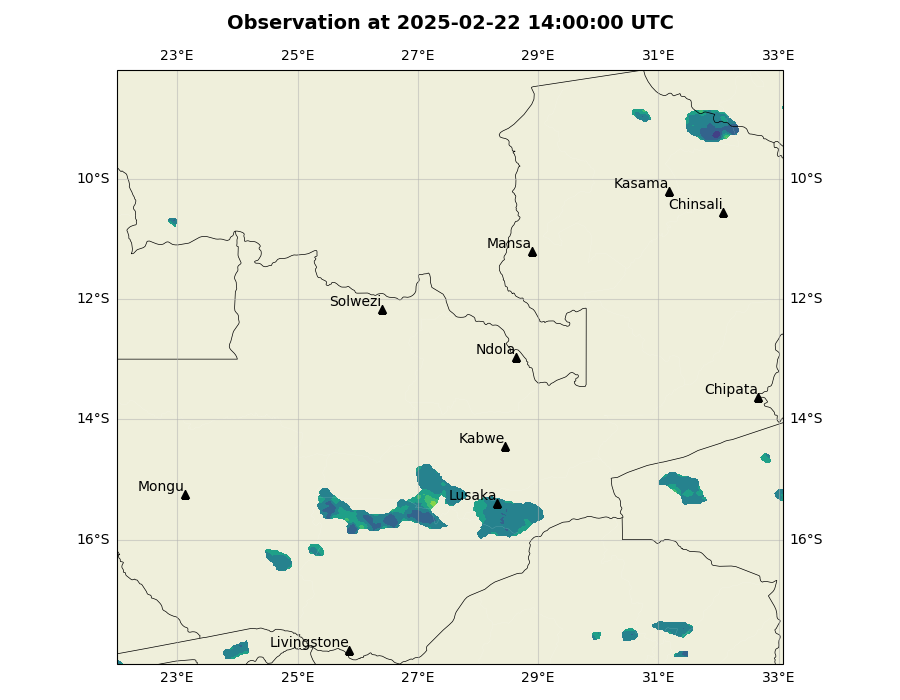 Observation at 2025-02-22 14:00:00 UTC
23°E 25°E 27°E 29°E 31°E 33°E
10°S 10°S
Kasama
Chinsali
Mansa
12°S 12°S
Solwezi
Ndola
Chipata
14°S 14°S
Kabwe
Mongu
Lusaka
16°S 16°S
Livingstone
23°E 25°E 27°E 29°E 31°E 33°E